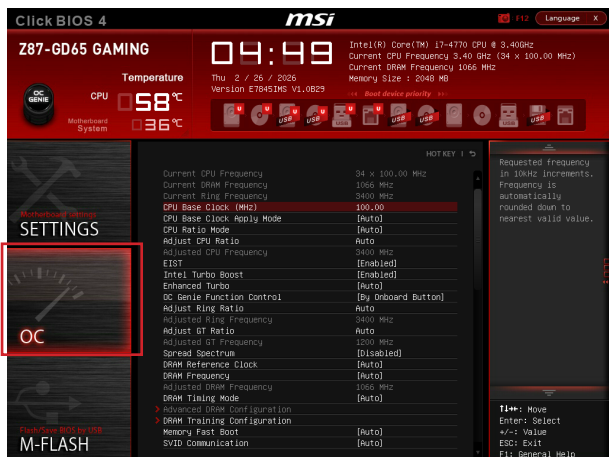 Click BIOS 4
msi
F12
Language X
Z87-GD65 GAMING
OC GENIE
Temperature
CPU 58°C
Motherboard System 36°C
04:49
Thu 2 / 26 / 2026
Version E7845IMS V1.0B29
Intel(R) Core(TM) i7-4770 CPU @ 3.40GHz
Current CPU Frequency 3.40 GHz (34 x 100.00 MHz)
Current DRAM Frequency 1066 MHz
Memory Size : 2048 MB
Boot device priority
U U USB U USB U U USB USB U USB U
Motherboard settings
SETTINGS
OC
Flash/Save BIOS by USB
M-FLASH
HOT KEY
Current CPU Frequency 34 x 100.00 MHz
Current DRAM Frequency 1066 MHz
Current Ring Frequency 3400 MHz
CPU Base Clock (MHz) 100.00
CPU Base Clock Apply Mode [Auto]
CPU Ratio Mode [Auto]
Adjust CPU Ratio Auto
Adjusted CPU Frequency 3400 MHz
EIST [Enabled]
Intel Turbo Boost [Enabled]
Enhanced Turbo [Auto]
OC Genie Function Control [By Onboard Button]
Adjust Ring Ratio Auto
Adjusted Ring Frequency 3400 MHz
Adjust GT Ratio Auto
Adjusted GT Frequency 1200 MHz
Spread Spectrum [Disabled]
DRAM Reference Clock [Auto]
DRAM Frequency [Auto]
Adjusted DRAM Frequency 1066 MHz
DRAM Timing Mode [Auto]
> Advanced DRAM Configuration
> DRAM Training Configuration
Memory Fast Boot [Auto]
SVID Communication [Auto]
Requested frequency
in 10kHz increments.
Frequency is
automatically
rounded down to
nearest valid value.
↑↓←→: Move
Enter: Select
+/-: Value
ESC: Exit
F1: General Help